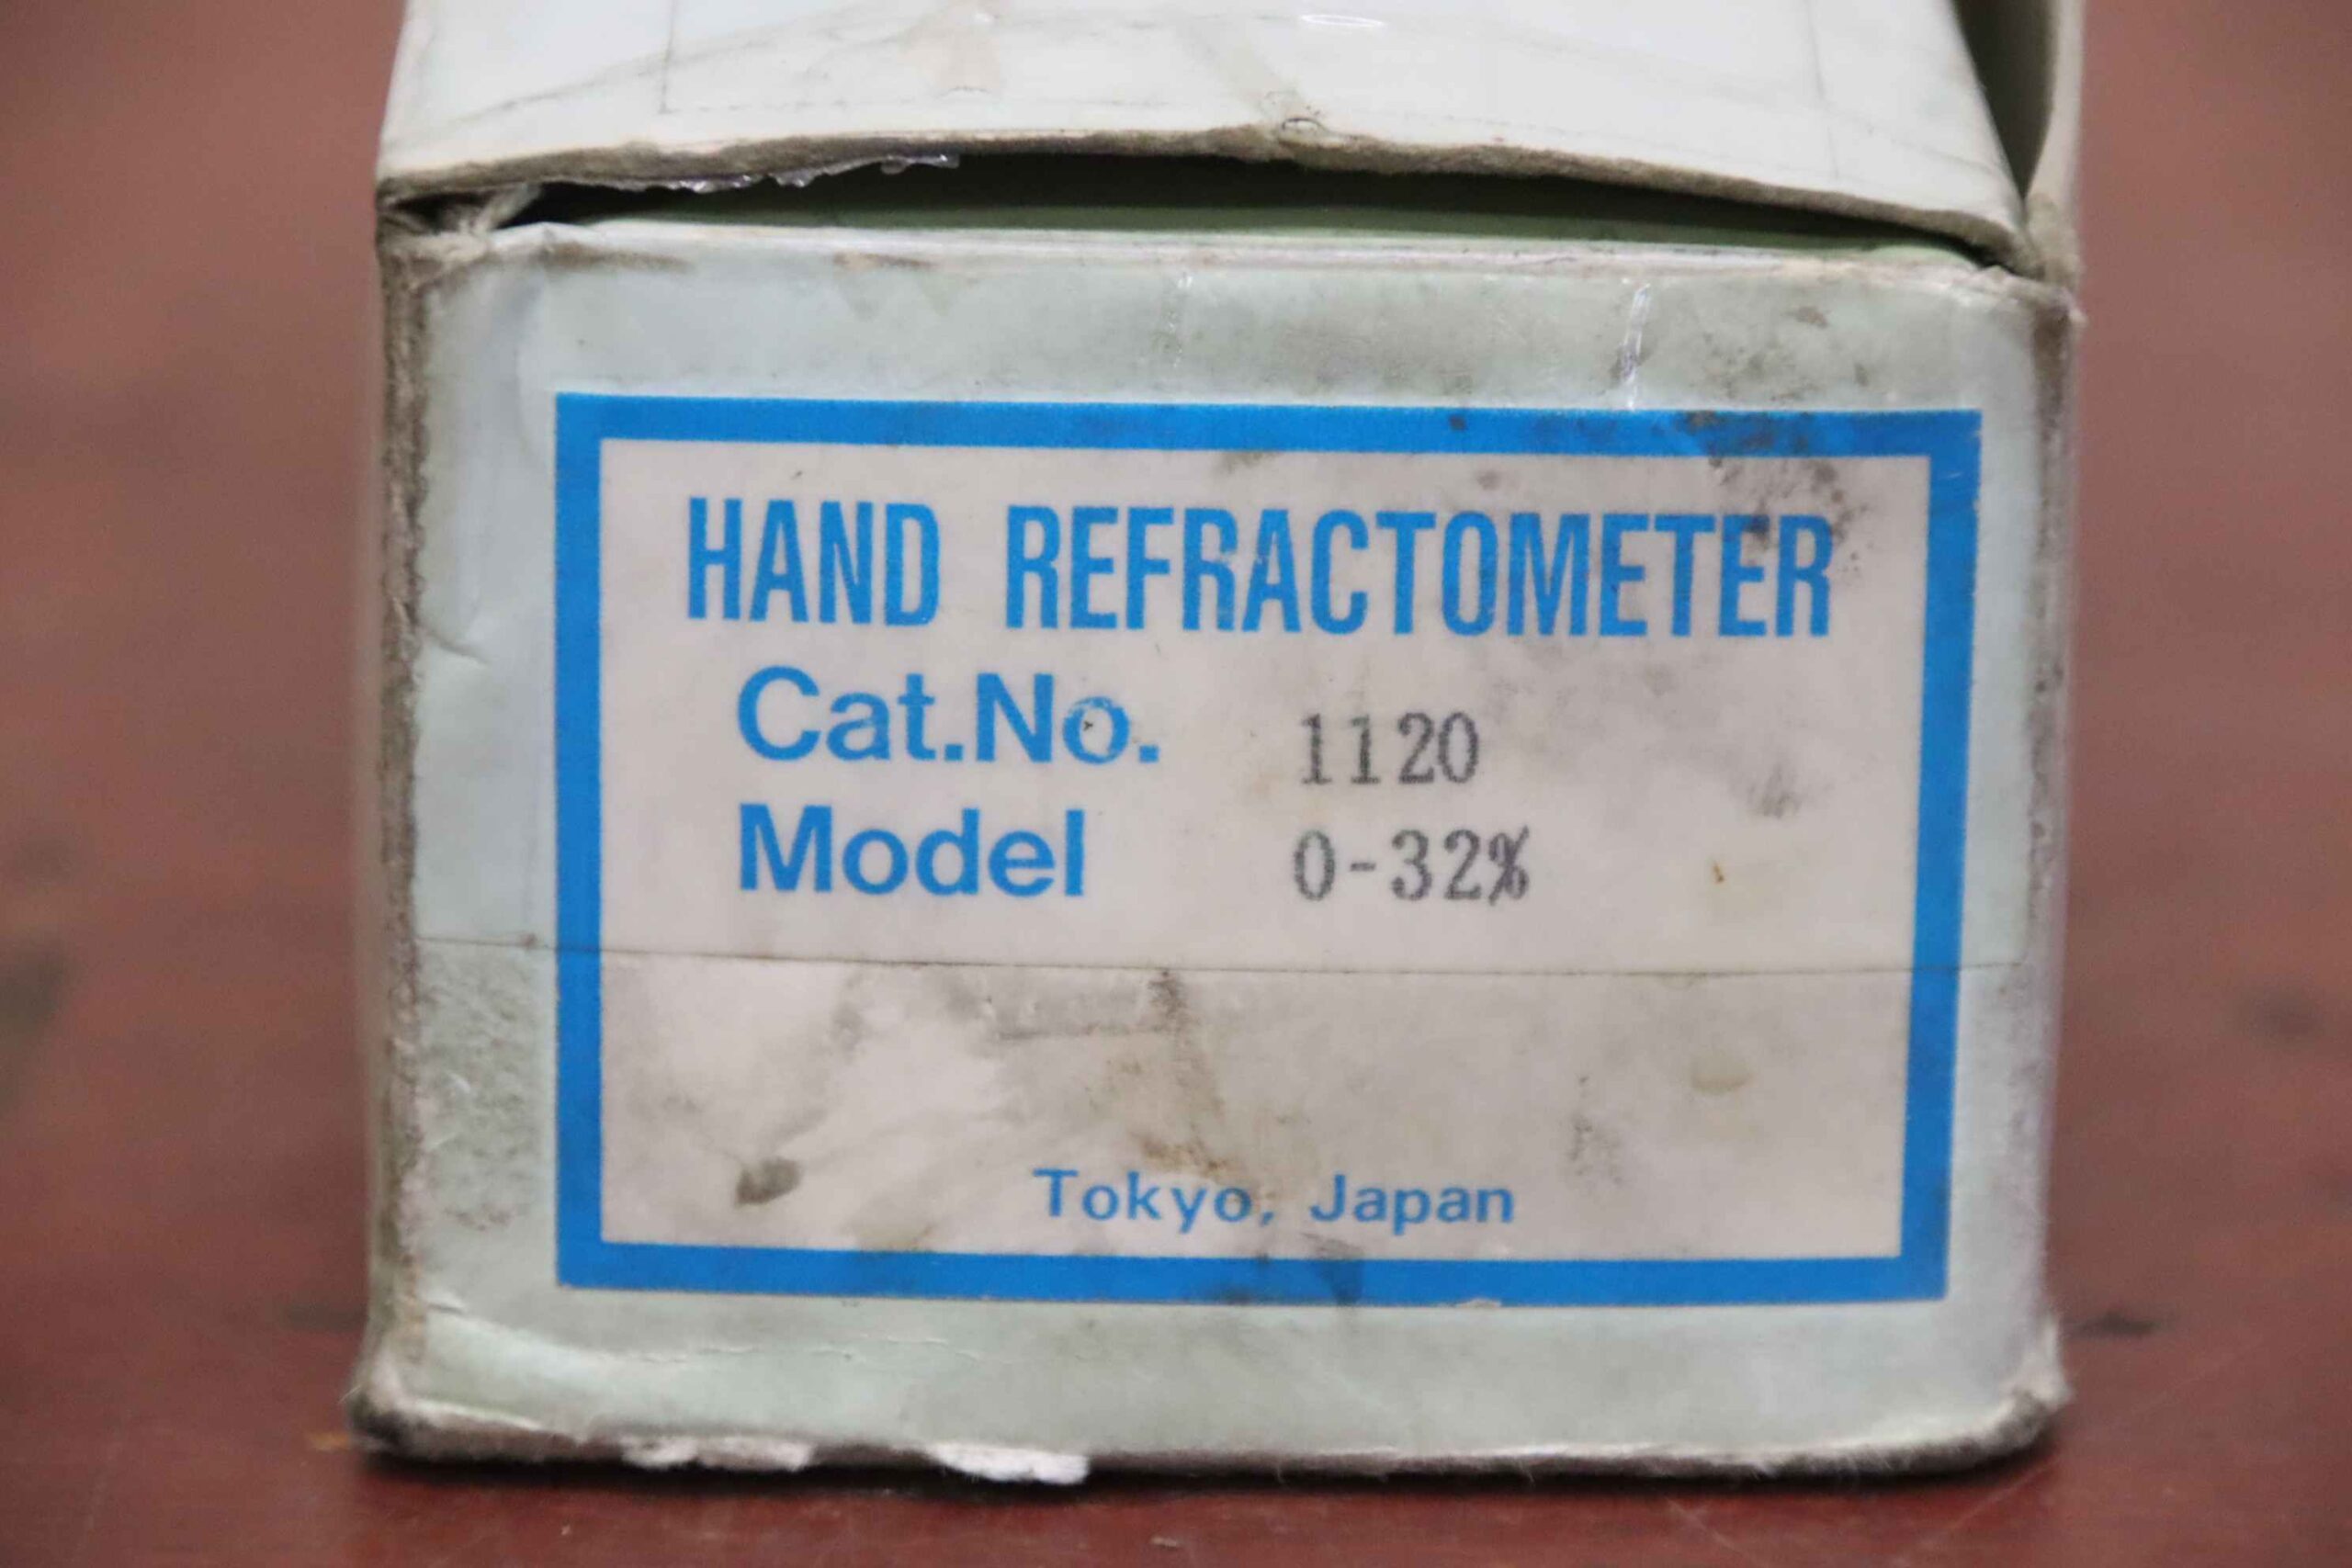 HAND REFRACTOMETER
Cat.No. 1120
Model 0-32%
Tokyo, Japan